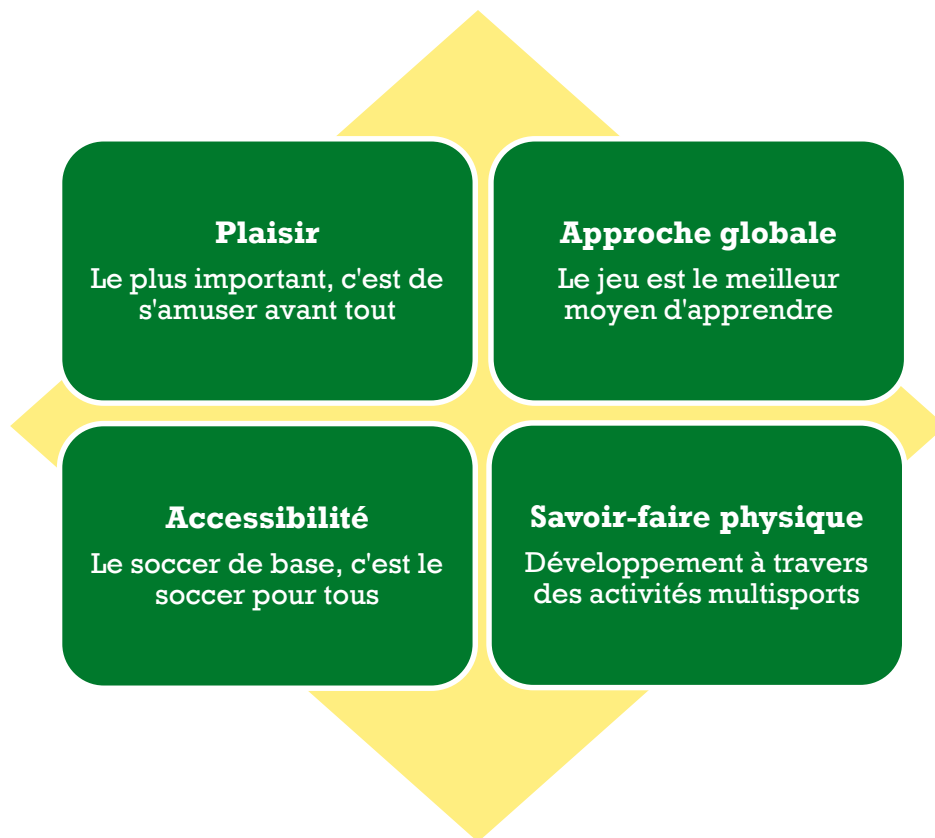 Plaisir
Le plus important, c'est de
s'amuser avant tout
Approche globale
Le jeu est le meilleur
moyen d'apprendre
Accessibilité
Le soccer de base, c'est le
soccer pour tous
Savoir-faire physique
Développement à travers
des activités multisports